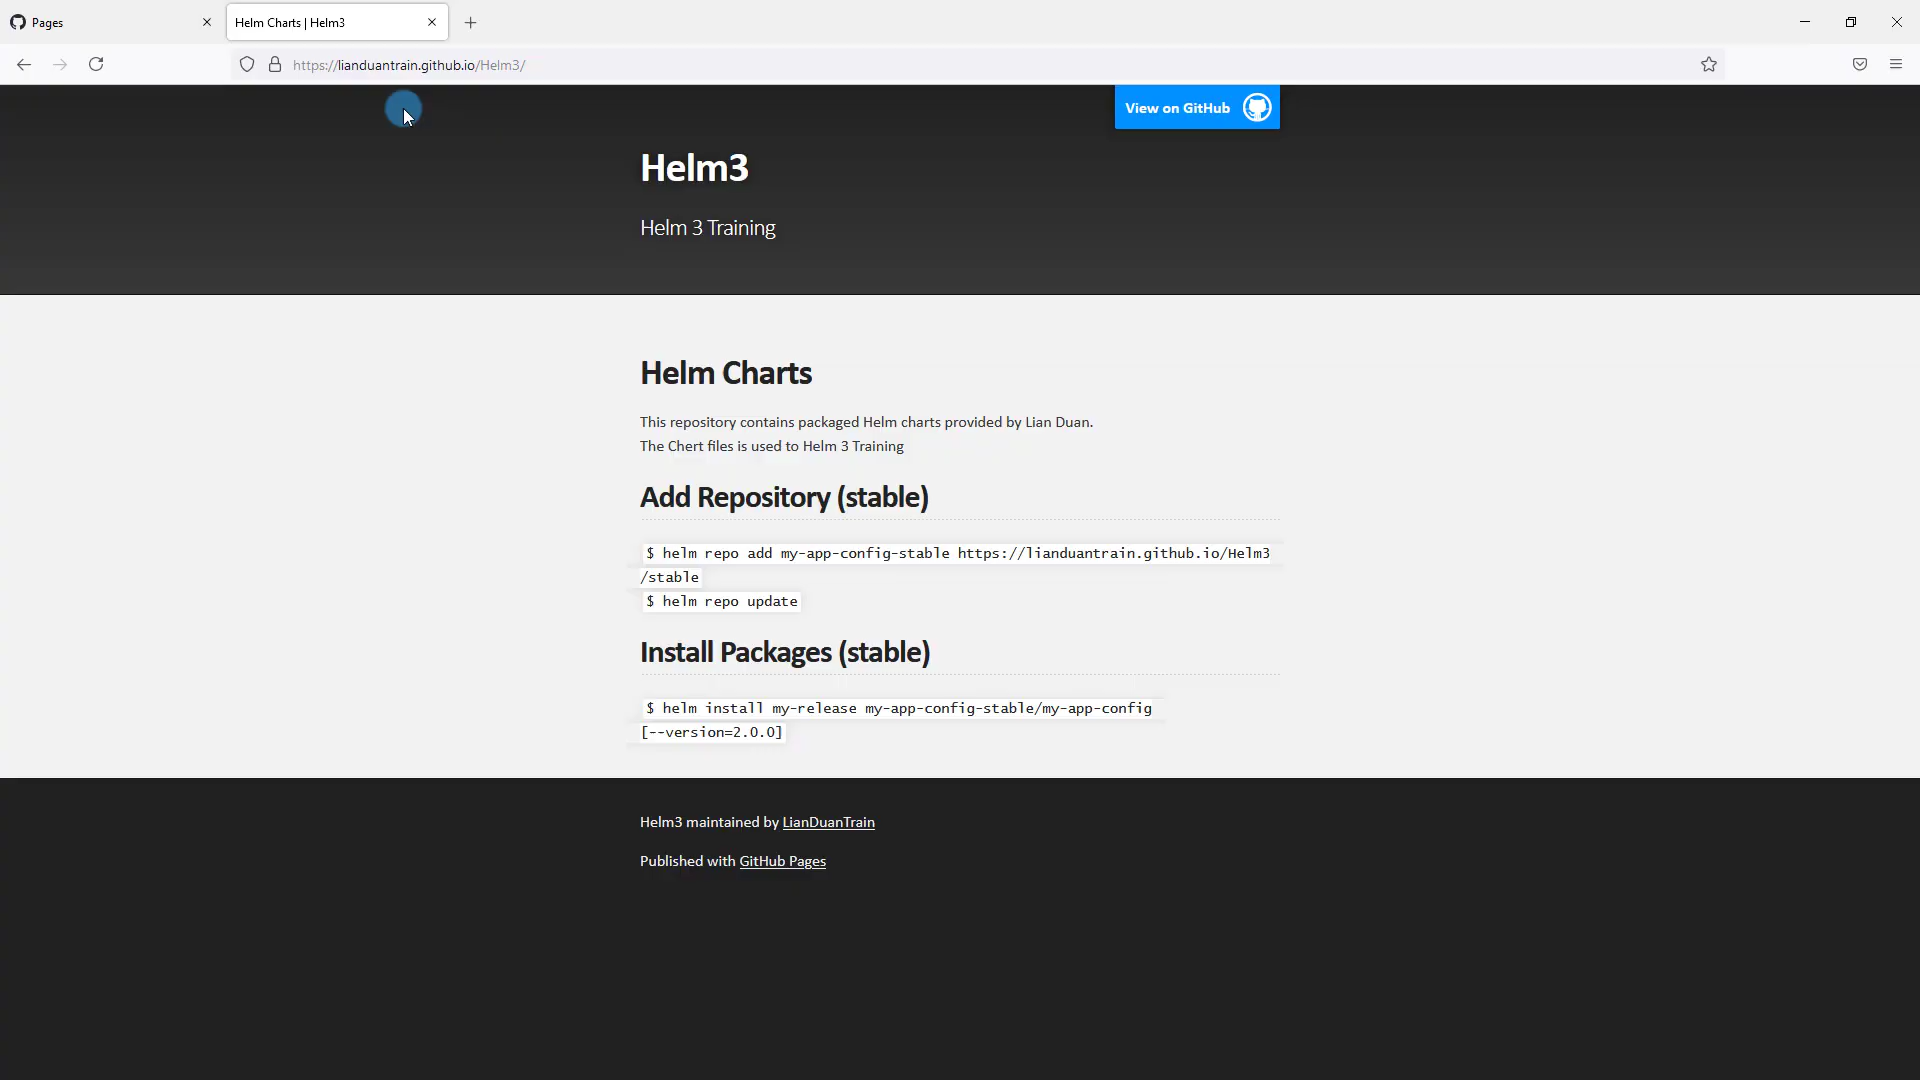 Pages
Helm Charts | Helm3
https://lianduantrain.github.io/Helm3/
View on GitHub
Helm3
Helm 3 Training
Helm Charts
This repository contains packaged Helm charts provided by Lian Duan.
The Chert files is used to Helm 3 Training
Add Repository (stable)
$ helm repo add my-app-config-stable https://lianduantrain.github.io/Helm3
/stable
$ helm repo update
Install Packages (stable)
$ helm install my-release my-app-config-stable/my-app-config
[--version=2.0.0]
Helm3 maintained by LianDuanTrain
Published with GitHub Pages